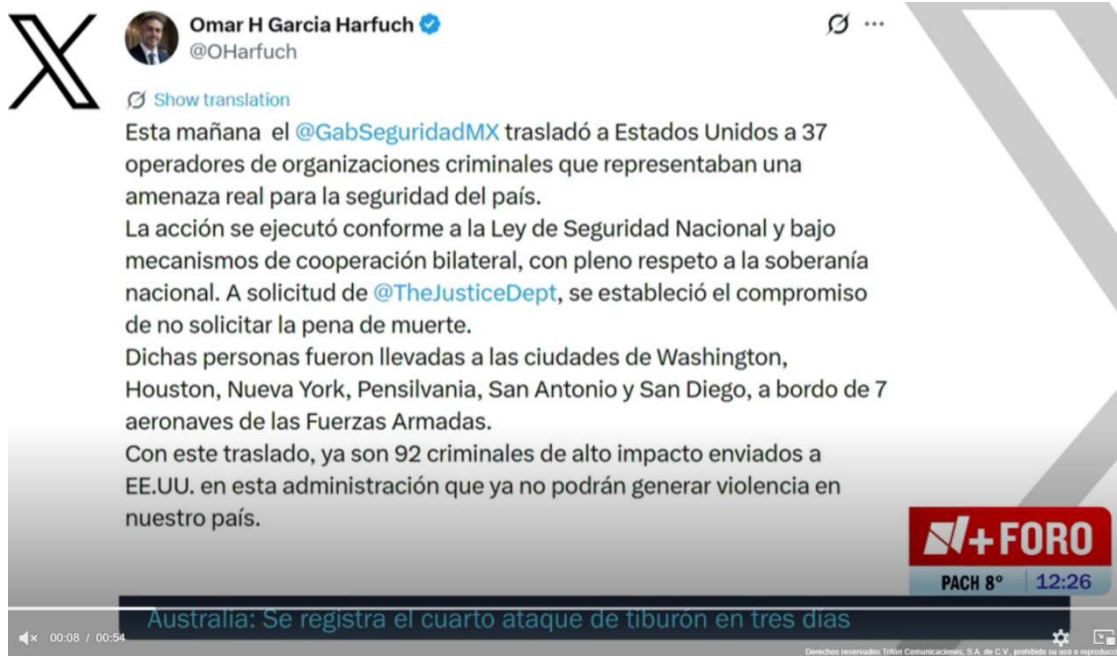 Omar H Garcia Harfuch
@OHarfuch
Show translation
Esta mañana el @GabSeguridadMX trasladó a Estados Unidos a 37
operadores de organizaciones criminales que representaban una
amenaza real para la seguridad del país.
La acción se ejecutó conforme a la Ley de Seguridad Nacional y bajo
mecanismos de cooperación bilateral, con pleno respeto a la soberanía
nacional. A solicitud de @TheJusticeDept, se estableció el compromiso
de no solicitar la pena de muerte.
Dichas personas fueron llevadas a las ciudades de Washington,
Houston, Nueva York, Pensilvania, San Antonio y San Diego, a bordo de 7
aeronaves de las Fuerzas Armadas.
Con este traslado, ya son 92 criminales de alto impacto enviados a
EE.UU. en esta administración que ya no podrán generar violencia en
nuestro país.
N+FORO
PACH 8° 12:26
Australia: Se registra el cuarto ataque de tiburón en tres días
00:08 / 00:54
Derechos reservados Tritón Comunicaciones, S.A. de C.V., prohibido su uso o reproducc